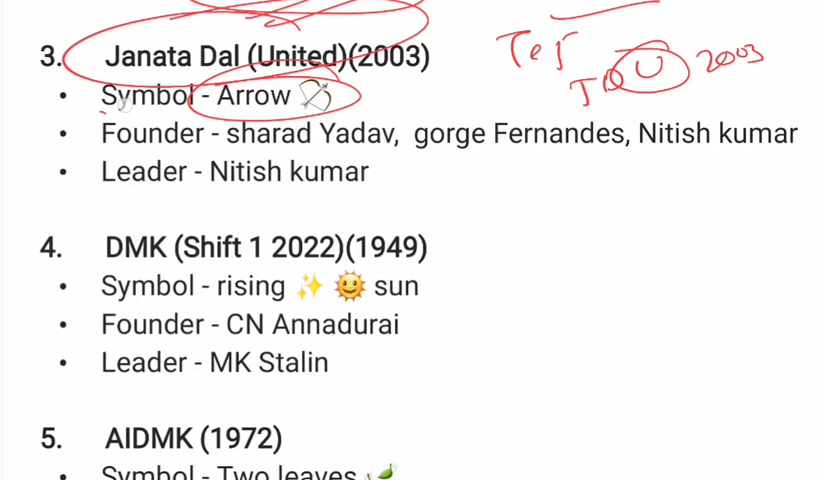 3. Janata Dal (United)(2003)
• Symbol - Arrow 🏹
• Founder - sharad Yadav, gorge Fernandes, Nitish kumar
• Leader - Nitish kumar
JDU 2003
4. DMK (Shift 1 2022)(1949)
• Symbol - rising ✨ 🌞 sun
• Founder - CN Annadurai
• Leader - MK Stalin
5. AIDMK (1972)
• Symbol - Two leaves 🌱